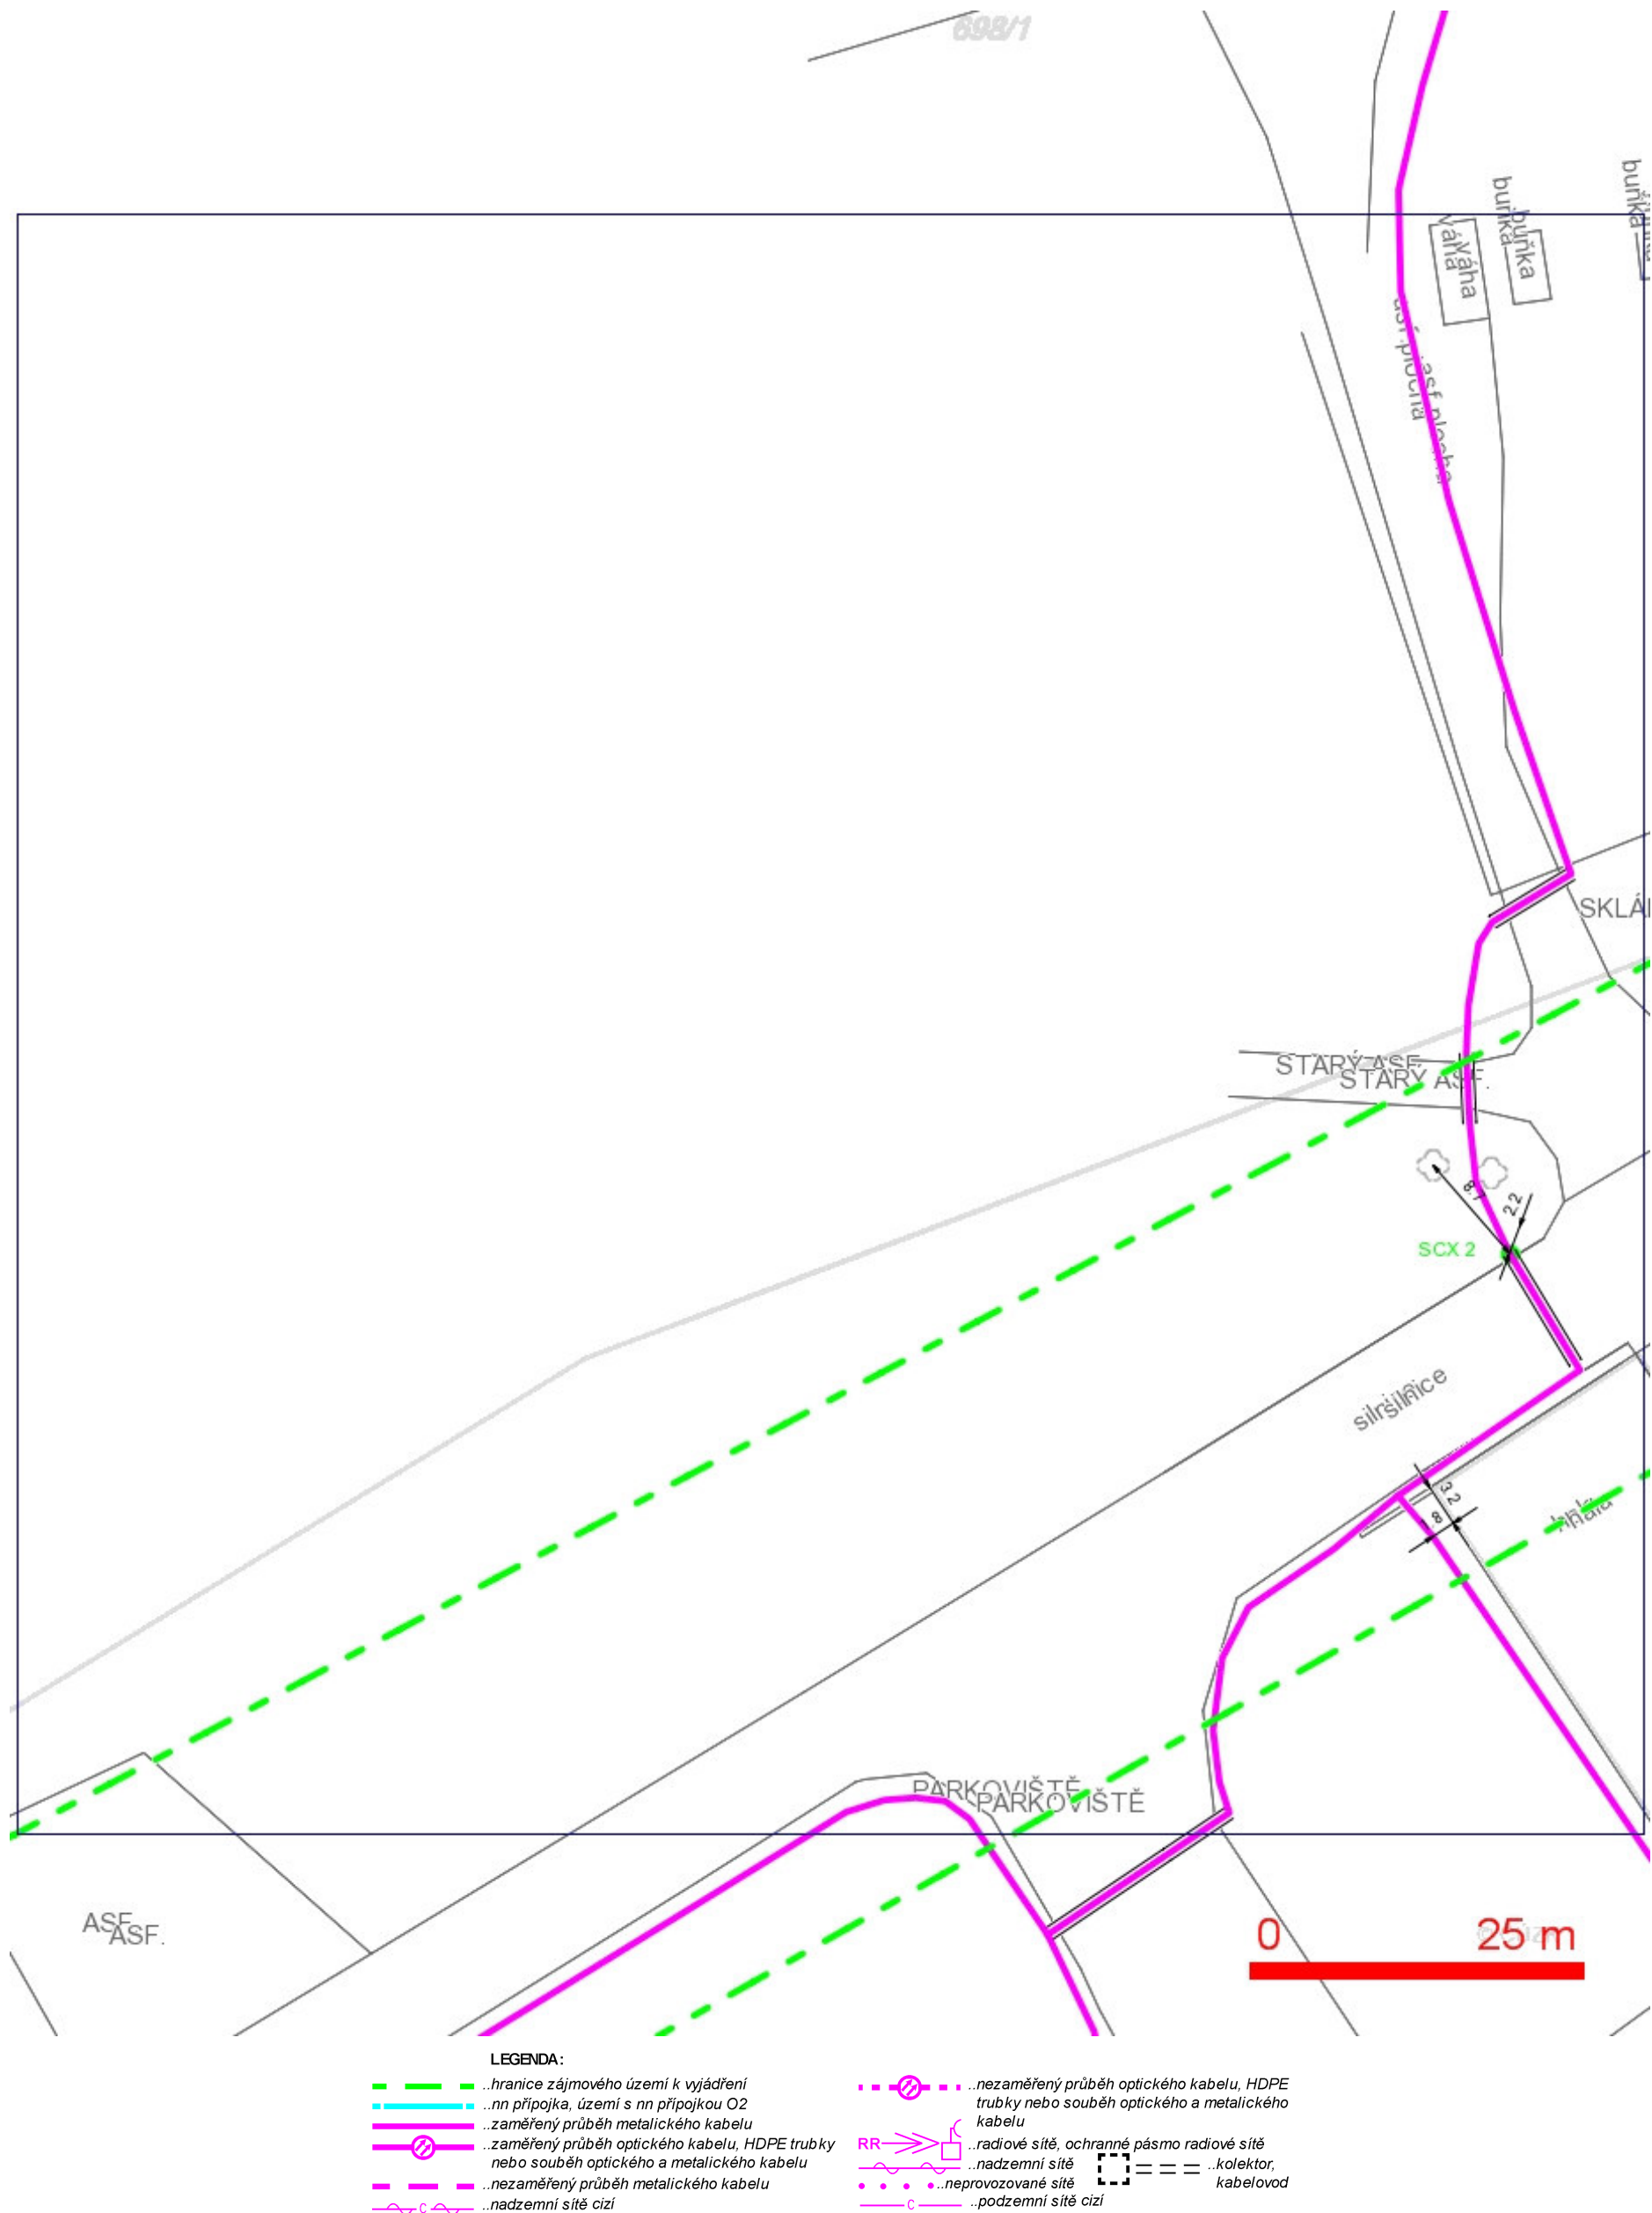 698/1
buňka
buňka
buňka
váha
váha
asf.plocha
asf.plocha
STARÝ ASF.
STARÝ ASF.
8.7
2.2
SCX 2
silnice
silnice
3.2
hala
PARKOVIŠTĚ
PARKOVIŠTĚ
ASF.
ASF.
0 25 m
LEGENDA:
..hranice zájmového území k vyjádření
..nn přípojka, území s nn přípojkou O2
..zaměřený průběh metalického kabelu
..zaměřený průběh optického kabelu, HDPE trubky
nebo souběh optického a metalického kabelu
..nezaměřený průběh metalického kabelu
C ..nadzemní sítě cizí
..nezaměřený průběh optického kabelu, HDPE
trubky nebo souběh optického a metalického
kabelu
RR ..radiové sítě, ochranné pásmo radiové sítě
..nadzemní sítě
..kolektor,
kabelovod
..neprovozované sítě
C ..podzemní sítě cizí